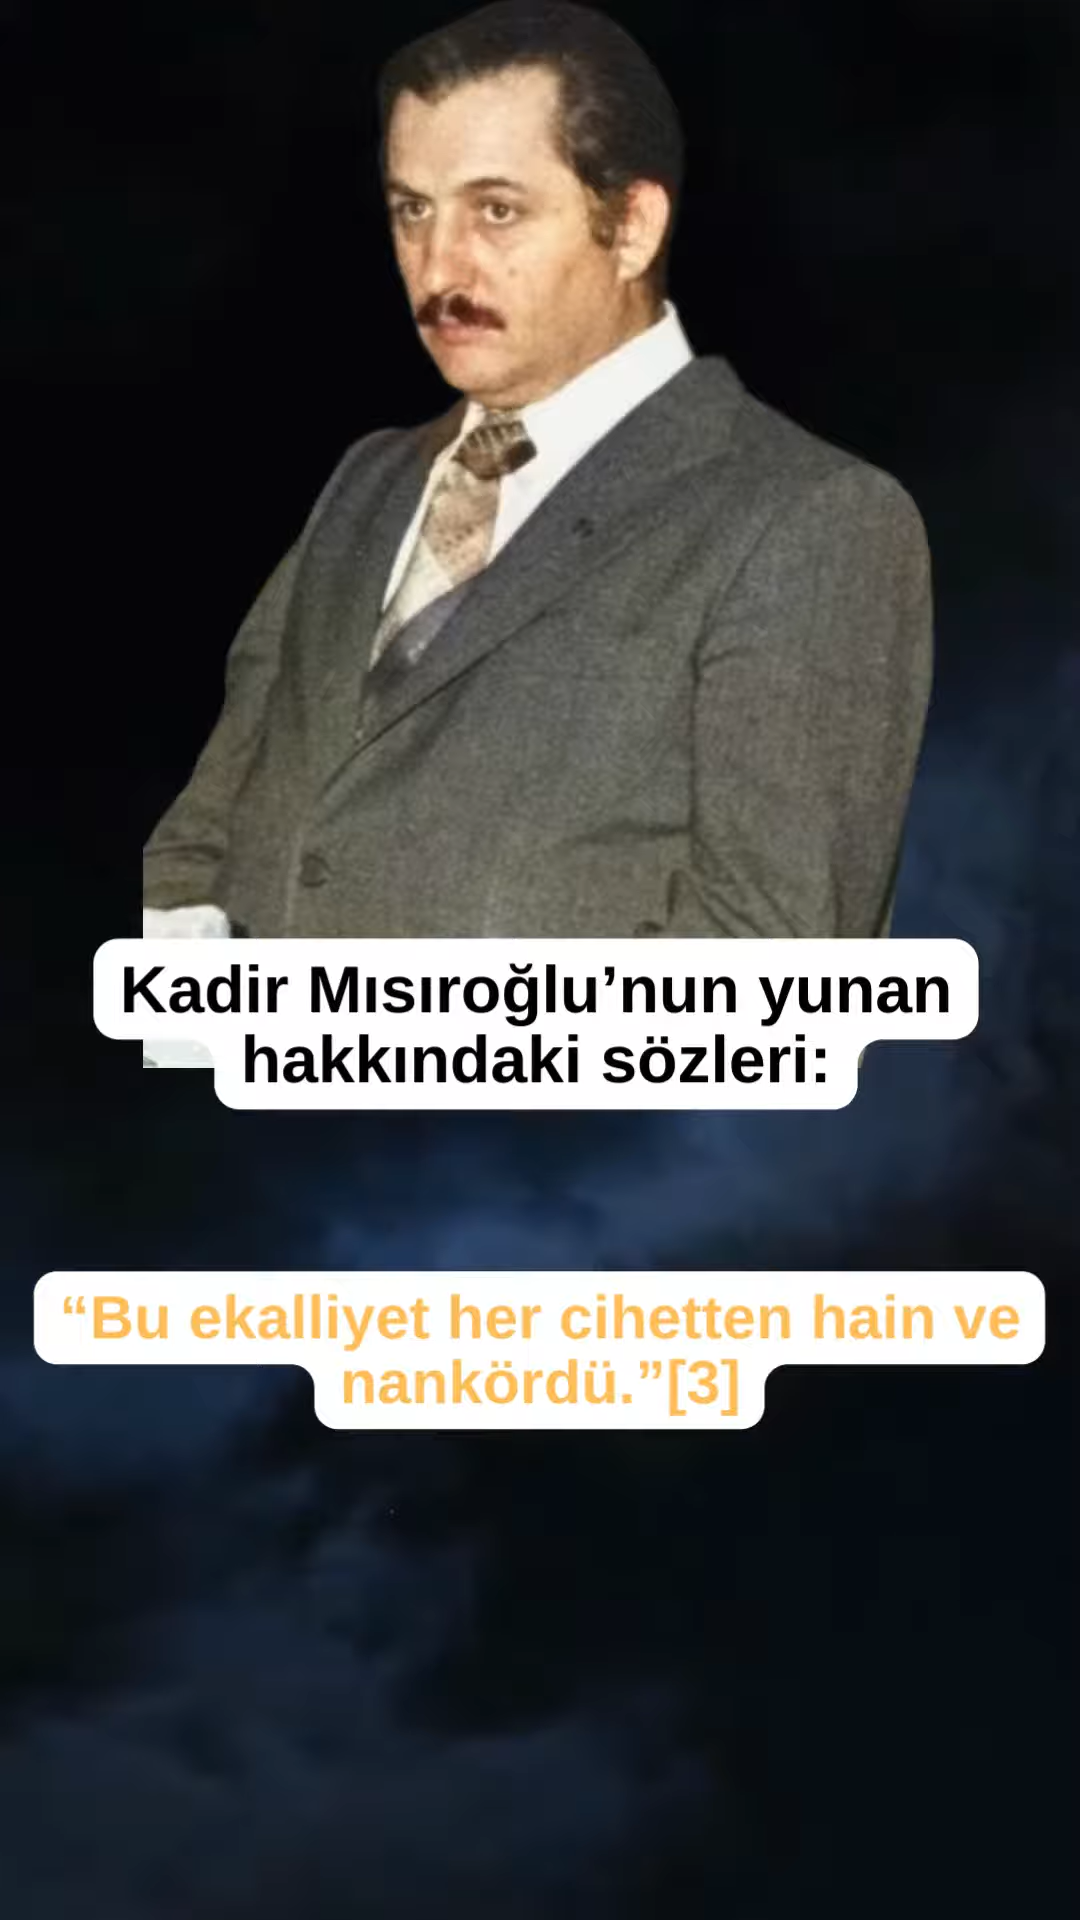 Kadir Mısıroğlu’nun yunan
hakkındaki sözleri:
“Bu ekalliyet her cihetten hain ve
nankördü.”[3]